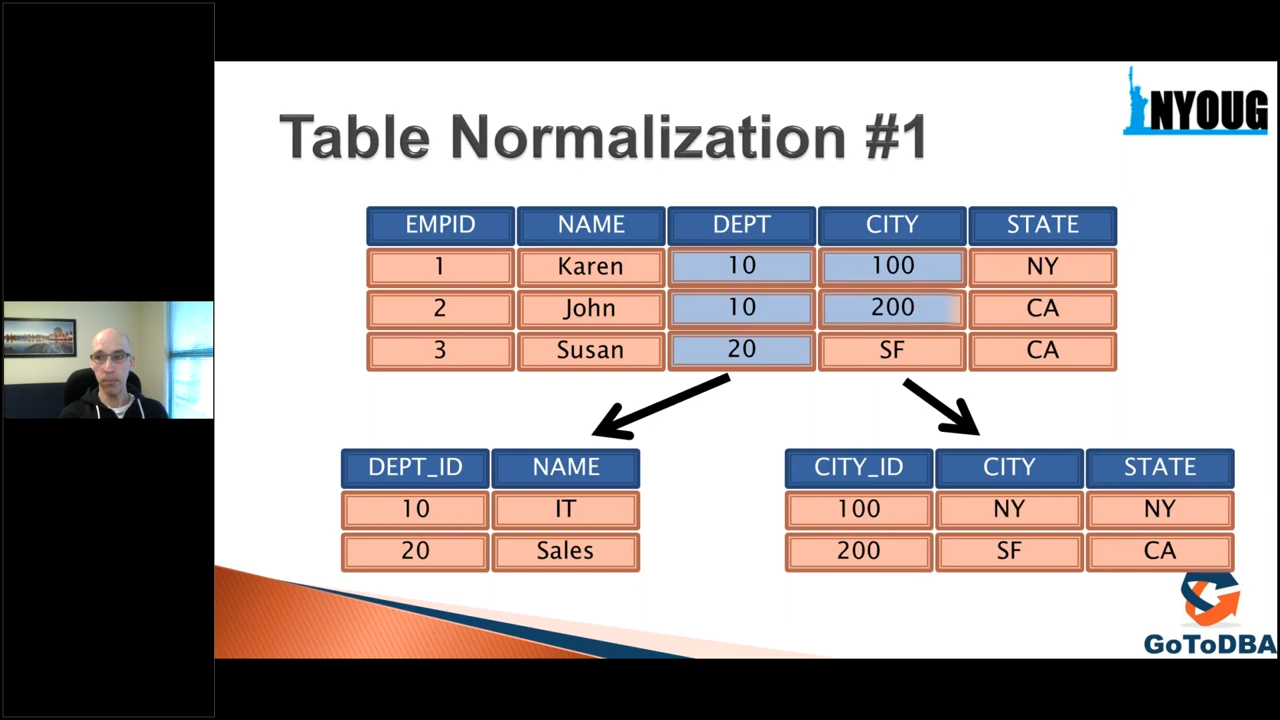 NYOUG
Table Normalization #1
EMPID NAME DEPT CITY STATE
1 Karen 10 100 NY
2 John 10 200 CA
3 Susan 20 SF CA
DEPT_ID NAME
10 IT
20 Sales
CITY_ID CITY STATE
100 NY NY
200 SF CA
GoToDBA